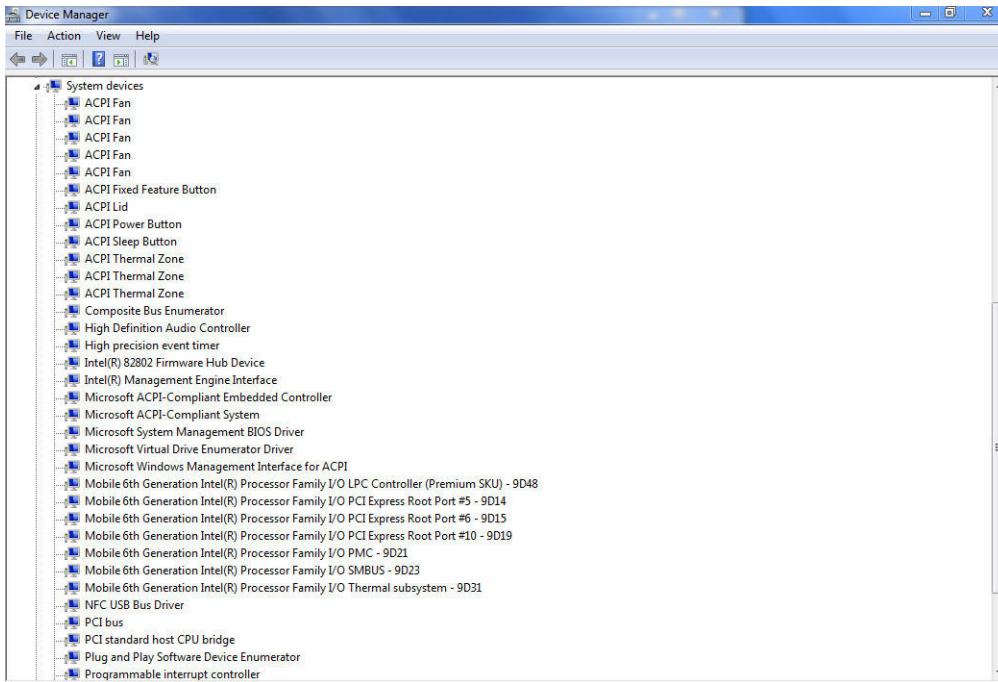 Device Manager
File Action View Help
System devices
ACPI Fan
ACPI Fan
ACPI Fan
ACPI Fan
ACPI Fan
ACPI Fixed Feature Button
ACPI Lid
ACPI Power Button
ACPI Sleep Button
ACPI Thermal Zone
ACPI Thermal Zone
ACPI Thermal Zone
Composite Bus Enumerator
High Definition Audio Controller
High precision event timer
Intel(R) 82802 Firmware Hub Device
Intel(R) Management Engine Interface
Microsoft ACPI-Compliant Embedded Controller
Microsoft ACPI-Compliant System
Microsoft System Management BIOS Driver
Microsoft Virtual Drive Enumerator Driver
Microsoft Windows Management Interface for ACPI
Mobile 6th Generation Intel(R) Processor Family I/O LPC Controller (Premium SKU) - 9D48
Mobile 6th Generation Intel(R) Processor Family I/O PCI Express Root Port #5 - 9D14
Mobile 6th Generation Intel(R) Processor Family I/O PCI Express Root Port #6 - 9D15
Mobile 6th Generation Intel(R) Processor Family I/O PCI Express Root Port #10 - 9D19
Mobile 6th Generation Intel(R) Processor Family I/O PMC - 9D21
Mobile 6th Generation Intel(R) Processor Family I/O SMBUS - 9D23
Mobile 6th Generation Intel(R) Processor Family I/O Thermal subsystem - 9D31
NFC USB Bus Driver
PCI bus
PCI standard host CPU bridge
Plug and Play Software Device Enumerator
Programmable interrupt controller